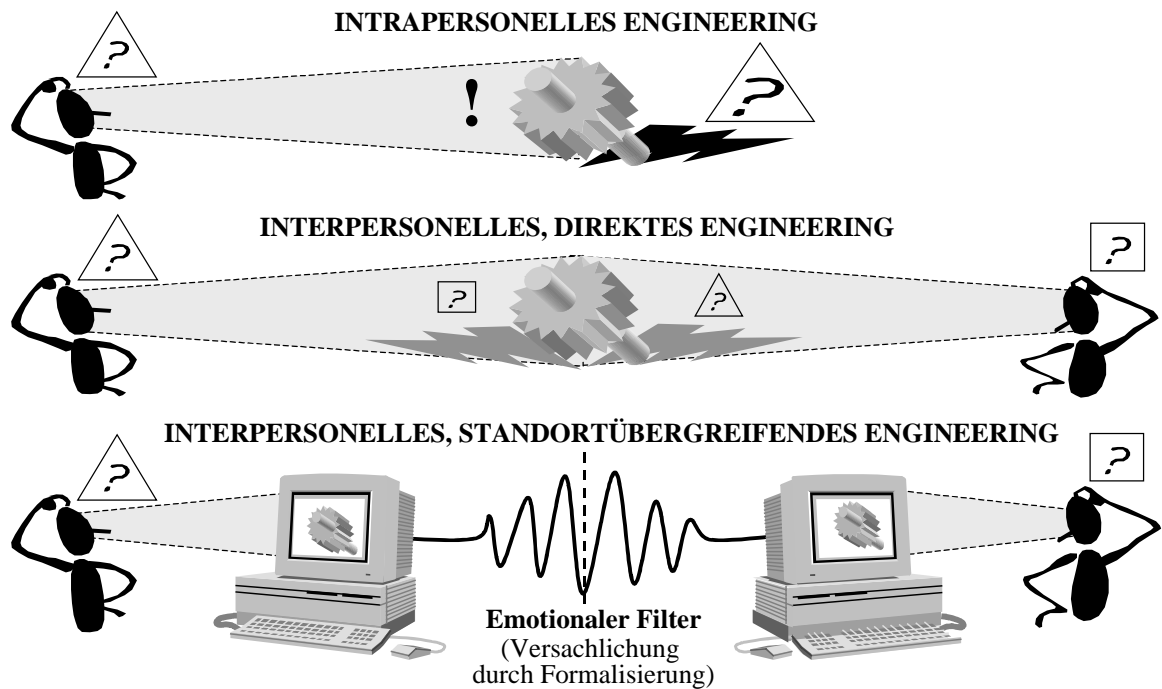 INTRAPERSONELLES ENGINEERING
?
!
?
INTERPERSONELLES, DIREKTES ENGINEERING
?
?
?
?
INTERPERSONELLES, STANDORTÜBERGREIFENDES ENGINEERING
?
?
Emotionaler Filter
(Versachlichung
durch Formalisierung)